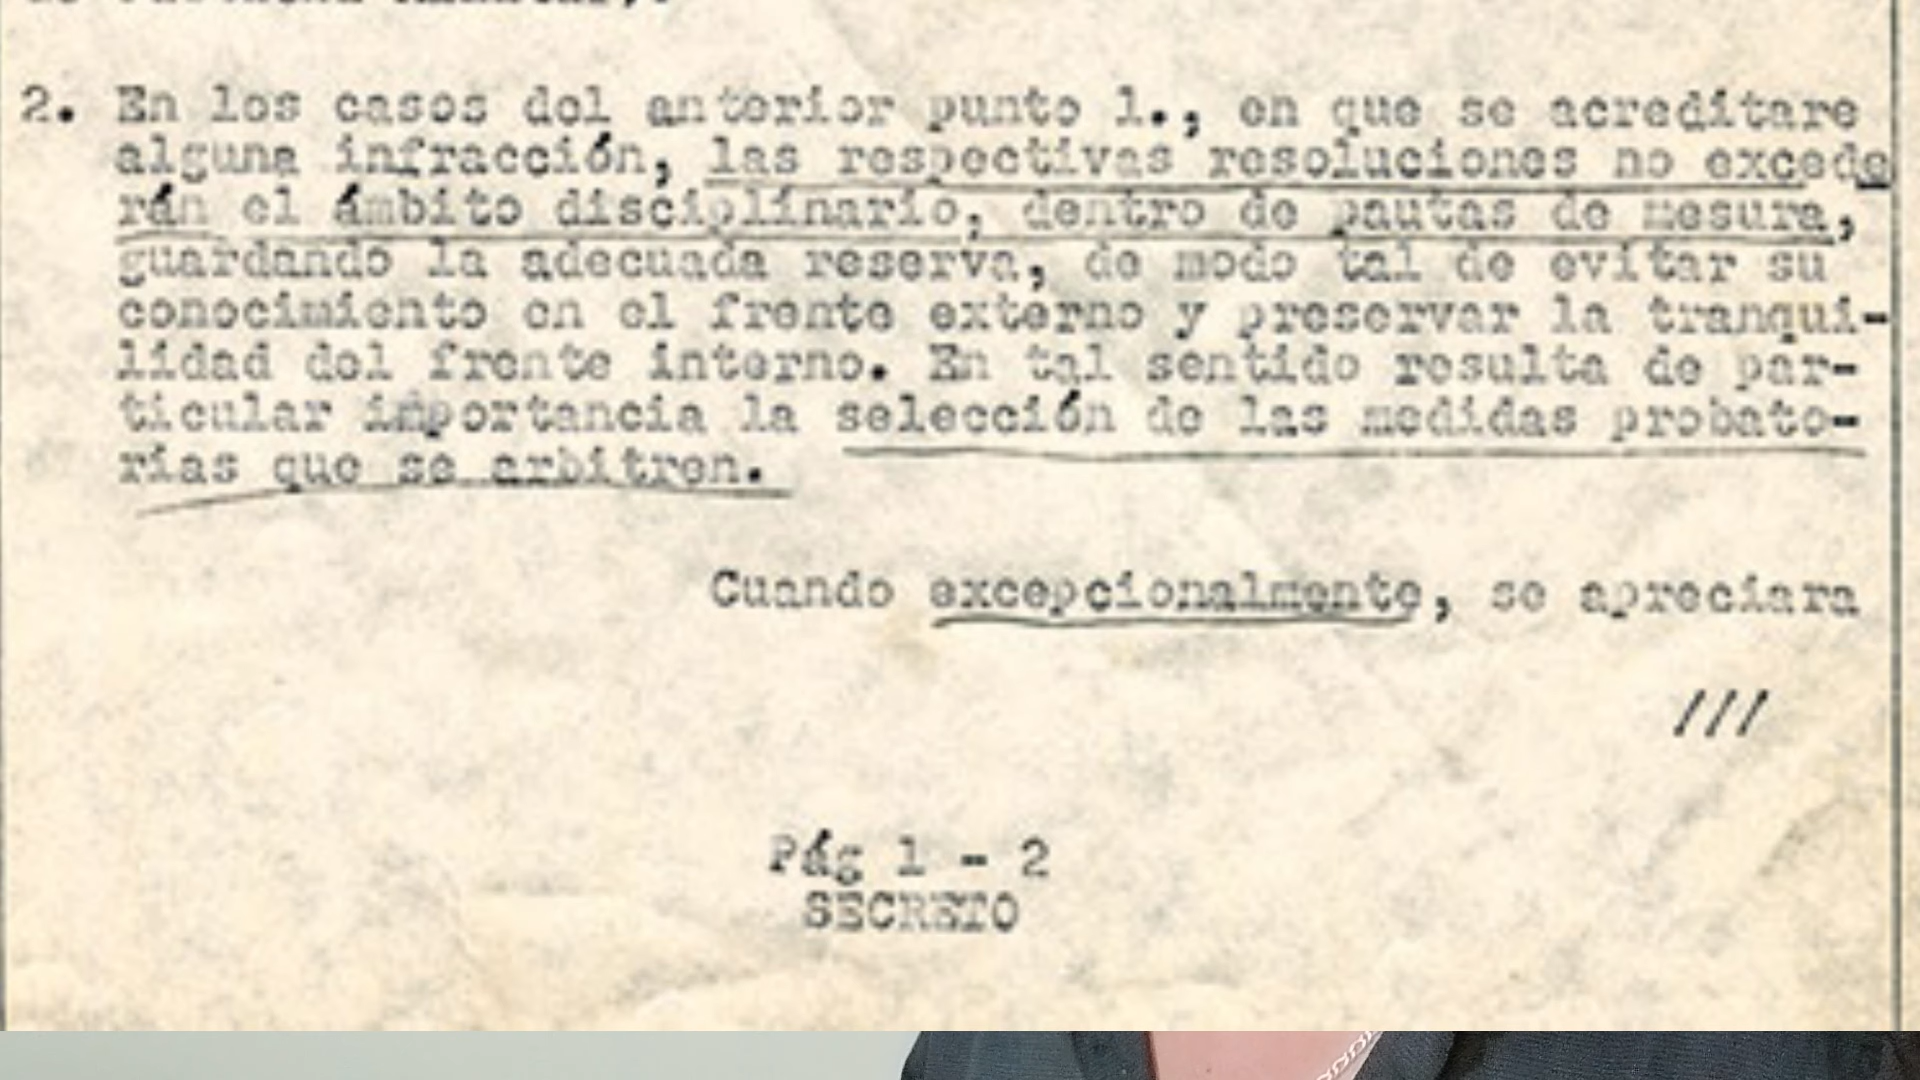 2. En los casos del anterior punto 1., en que se acreditare
alguna infracción, las respectivas resoluciones no excede
rán el ámbito disciplinario, dentro de pautas de mesura,
guardando la adecuada reserva, de modo tal de evitar su
conocimiento en el frente externo y preservar la tranqui-
lidad del frente interno. En tal sentido resulta de par-
ticular importancia la selección de las medidas probato-
rias que se arbitren.
Cuando excepcionalmente, se apreciara
///
Pág 1 - 2
SECRETO